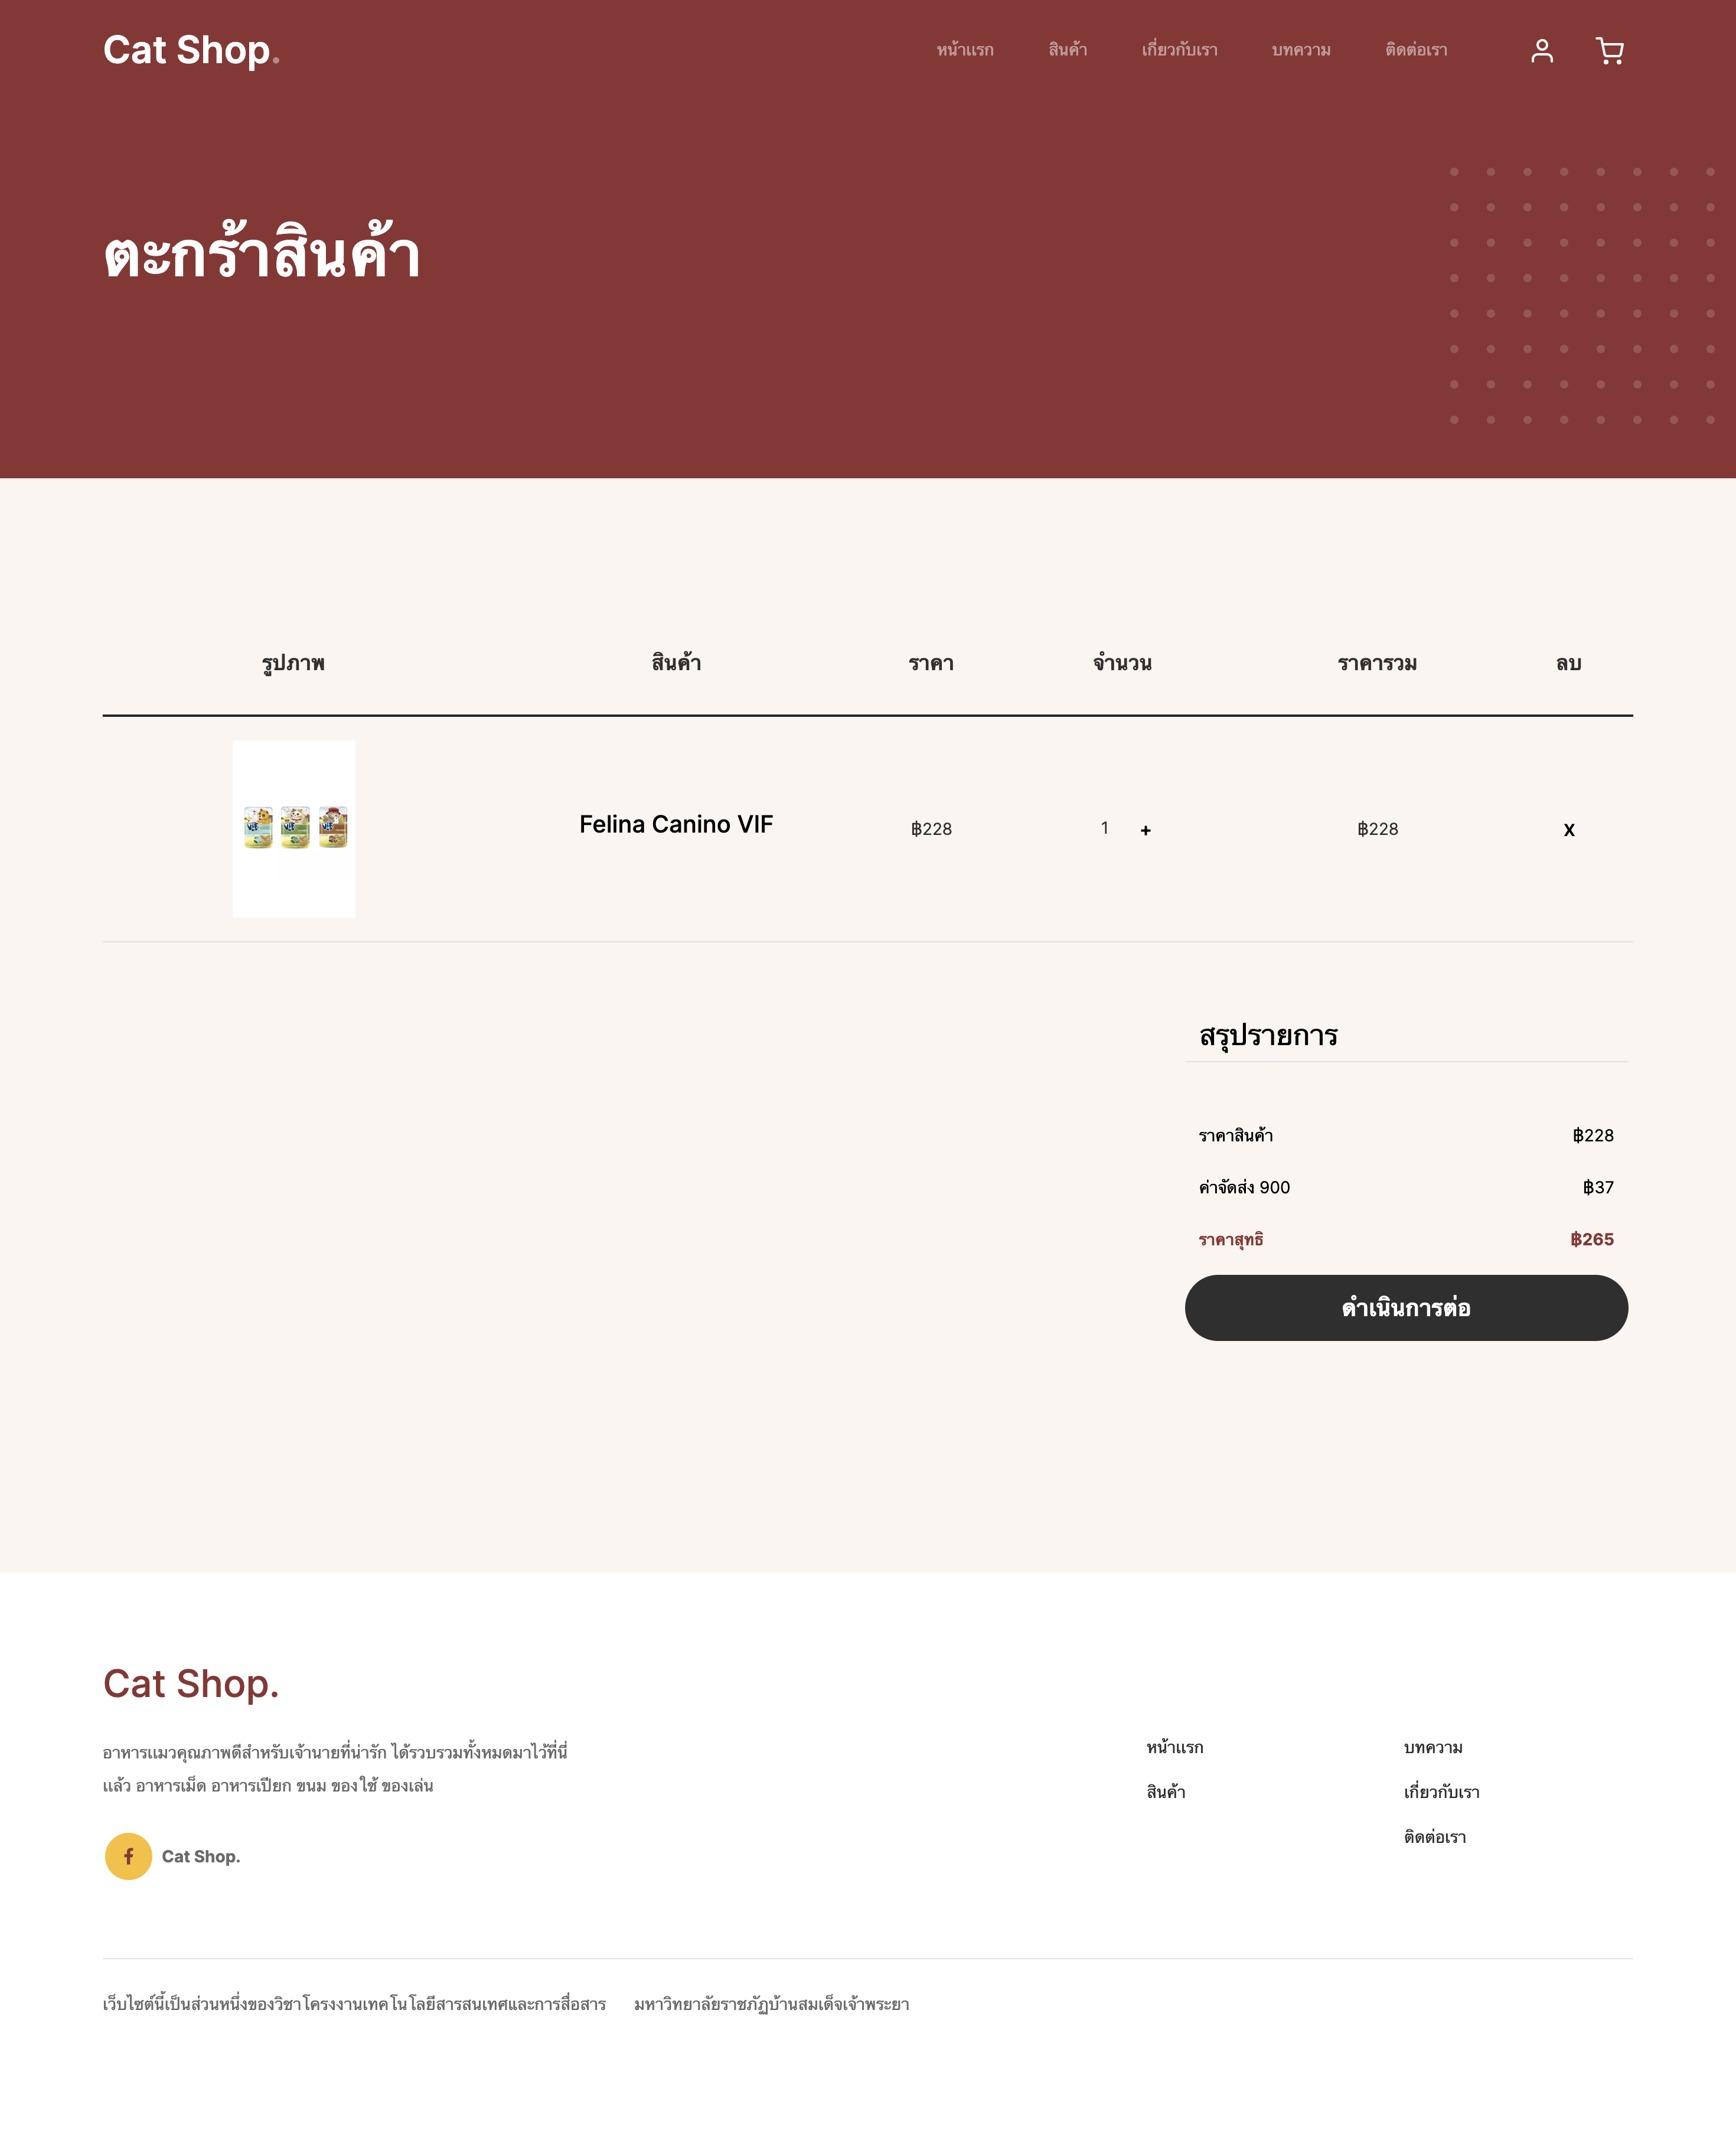 Cat Shop.
หน้าแรก สินค้า เกี่ยวกับเรา บทความ ติดต่อเรา
ตะกร้าสินค้า
รูปภาพ สินค้า ราคา จำนวน ราคารวม ลบ
Felina Canino VIF ฿228 1 + ฿228 X
สรุปรายการ
ราคาสินค้า ฿228
ค่าจัดส่ง 900 ฿37
ราคาสุทธิ ฿265
ดำเนินการต่อ
Cat Shop.
อาหารแมวคุณภาพดีสำหรับเจ้านายที่น่ารัก ได้รวบรวมทั้งหมดมาไว้ที่นี่
แล้ว อาหารเม็ด อาหารเปียก ขนม ของใช้ ของเล่น
Cat Shop.
หน้าแรก บทความ
สินค้า เกี่ยวกับเรา
ติดต่อเรา
เว็บไซต์นี้เป็นส่วนหนึ่งของวิชาโครงงานเทคโนโลยีสารสนเทศและการสื่อสาร มหาวิทยาลัยราชภัฏบ้านสมเด็จเจ้าพระยา